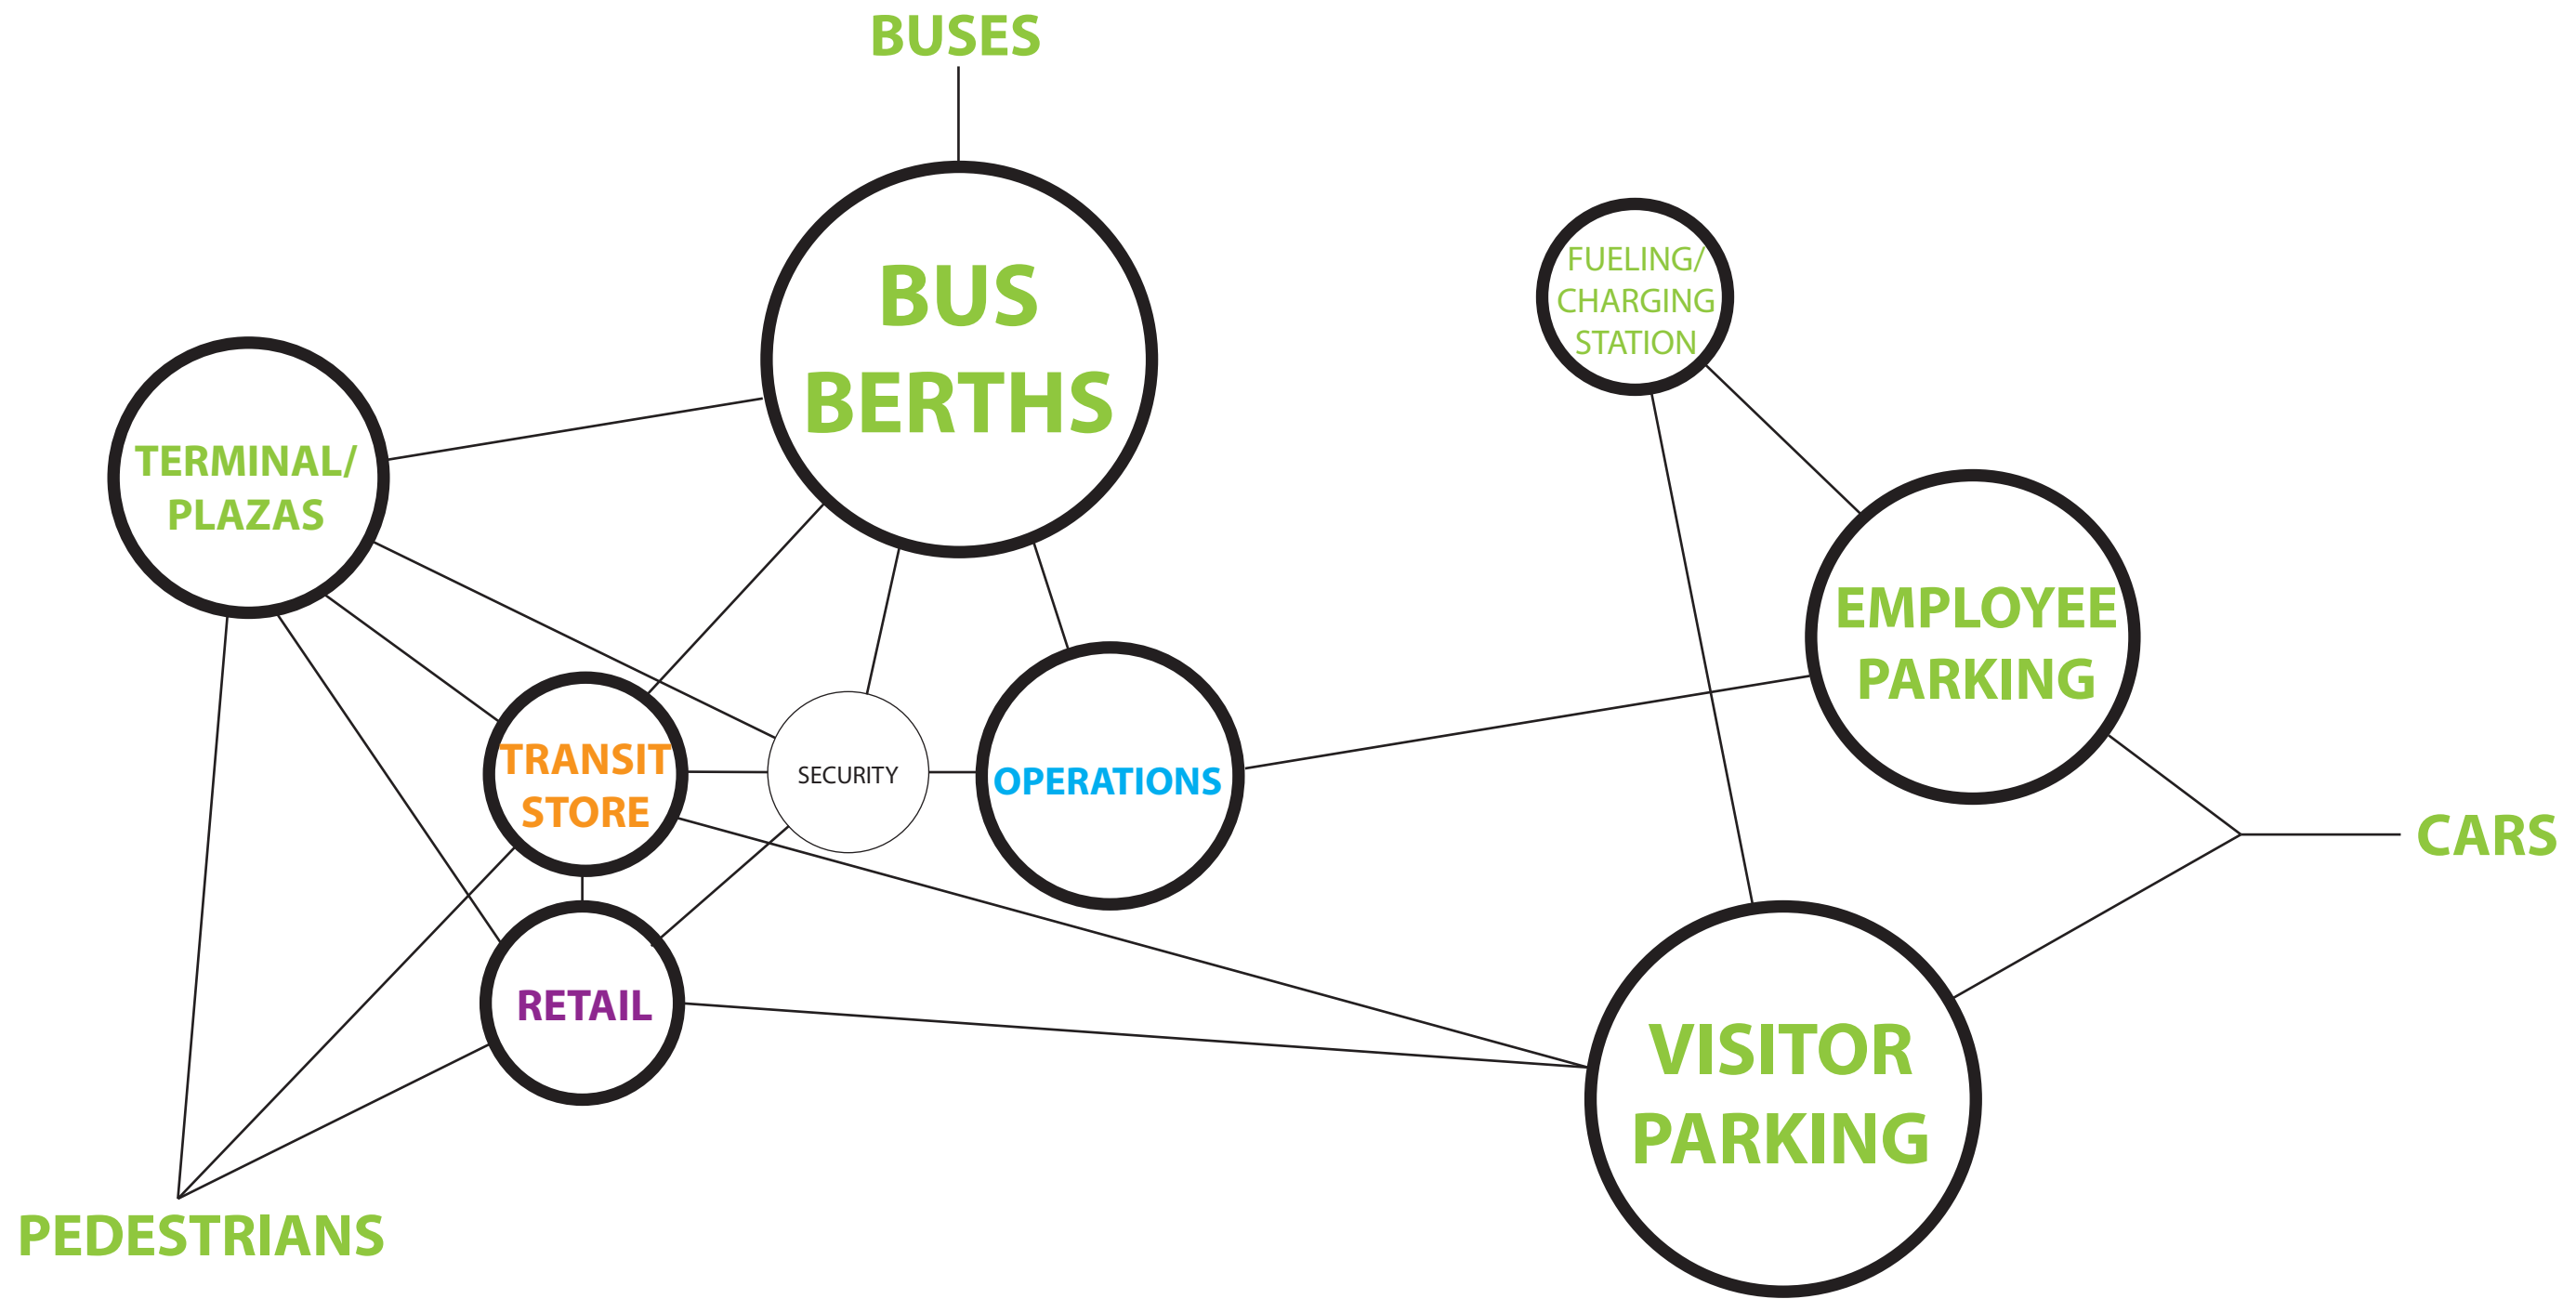 BUSES
BUS
BERTHS
FUELING/
CHARGING
STATION
TERMINAL/
PLAZAS
EMPLOYEE
PARKING
TRANSIT
STORE
SECURITY
OPERATIONS
CARS
RETAIL
VISITOR
PARKING
PEDESTRIANS